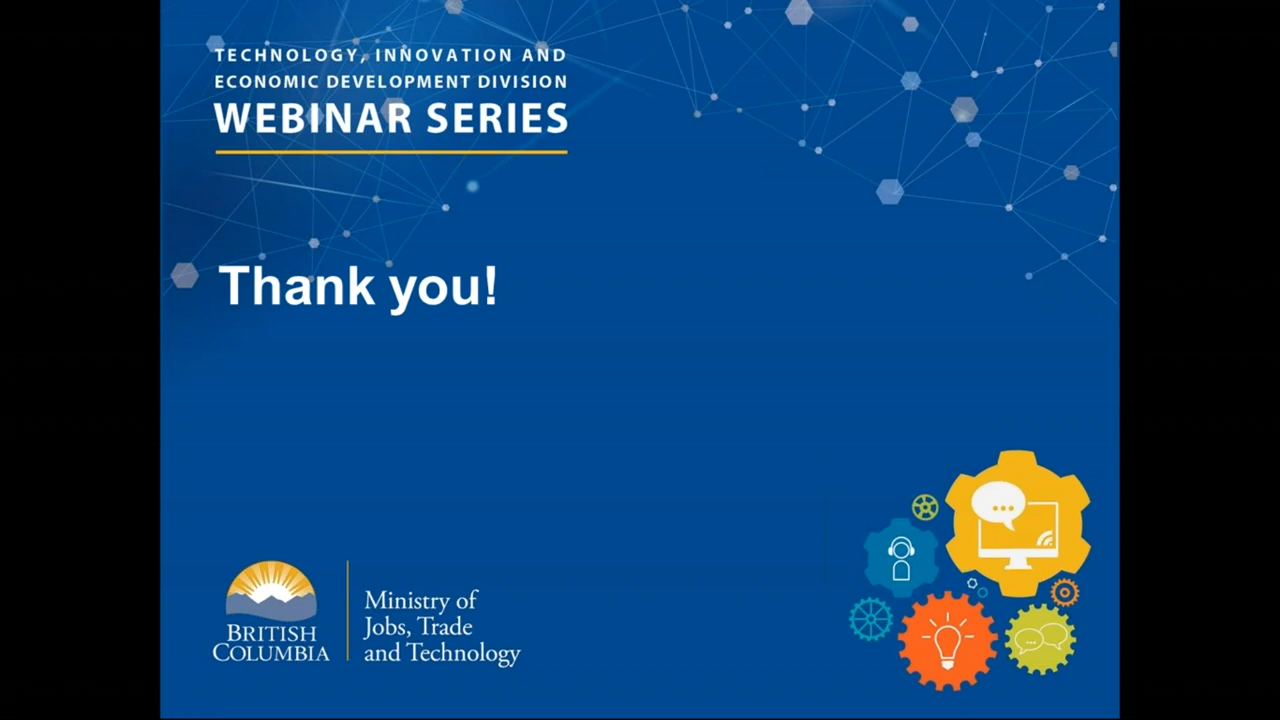 TECHNOLOGY, INNOVATION AND
ECONOMIC DEVELOPMENT DIVISION
WEBINAR SERIES
Thank you!
BRITISH
COLUMBIA
Ministry of
Jobs, Trade
and Technology